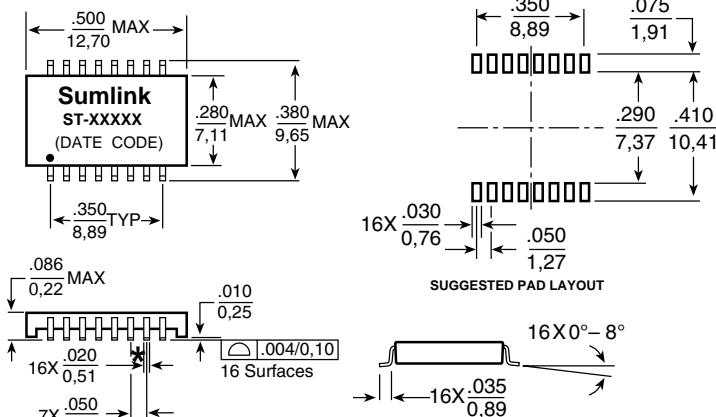 .500 MAX
12,70
Sumlink
ST-XXXXX
(DATE CODE)
.280 MAX
7,11
.380 MAX
9,65
.350 TYP
8,89
.350
8,89
.075
1,91
.290
7,37
.410
10,41
16X .030
0,76
.050
1,27
SUGGESTED PAD LAYOUT
.086 MAX
0,22
.010
0,25
16X .020
0,51
*
.004/0,10
16 Surfaces
7X .050
16X 0°– 8°
16X .035
0.89